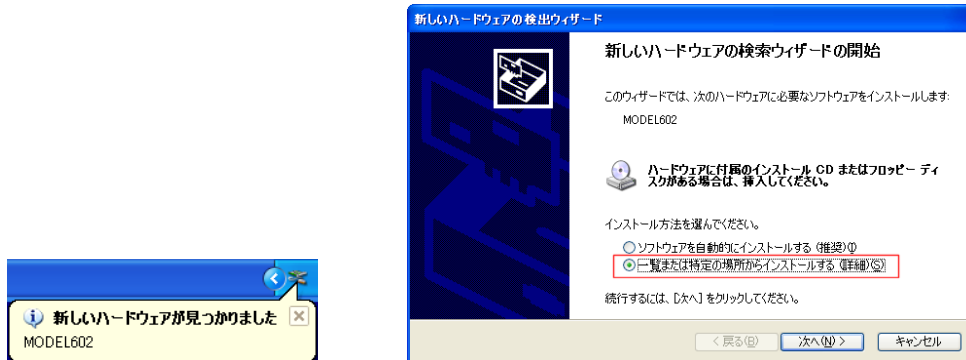 新しいハードウェアが見つかりました
MODEL602
新しいハードウェアの検出ウィザード
新しいハードウェアの検索ウィザードの開始
このウィザードでは、次のハードウェアに必要なソフトウェアをインストールします:
MODEL602
ハードウェアに付属のインストール CD またはフロッピー ディ
スクがある場合は、挿入してください。
インストール方法を選んでください。
ソフトウェアを自動的にインストールする (推奨)(I)
一覧または特定の場所からインストールする (詳細)(S)
続行するには、[次へ] をクリックしてください。
< 戻る(B)
次へ(N) >
キャンセル